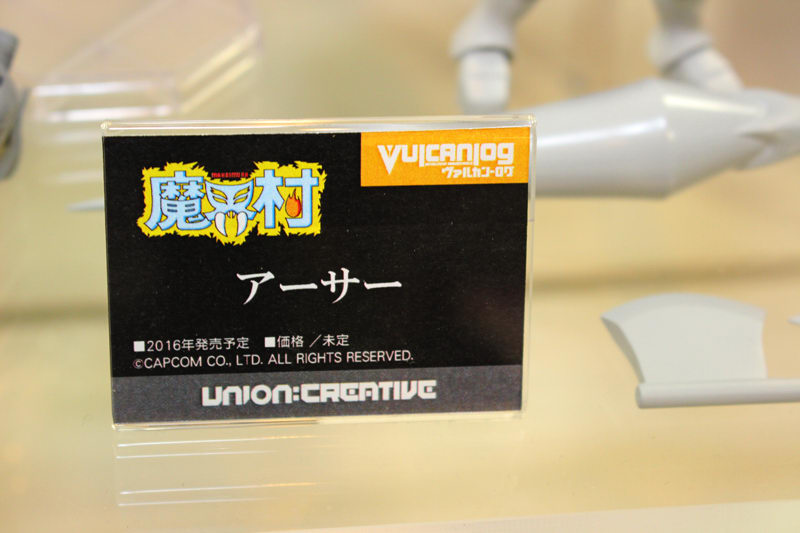 Vulcanlog
ヴァルカンーログ
MAKAIMURA
魔界村
アーサー
■2016年発売予定 ■価格／未定
©CAPCOM CO., LTD. ALL RIGHTS RESERVED.
UNION:CREATIVE